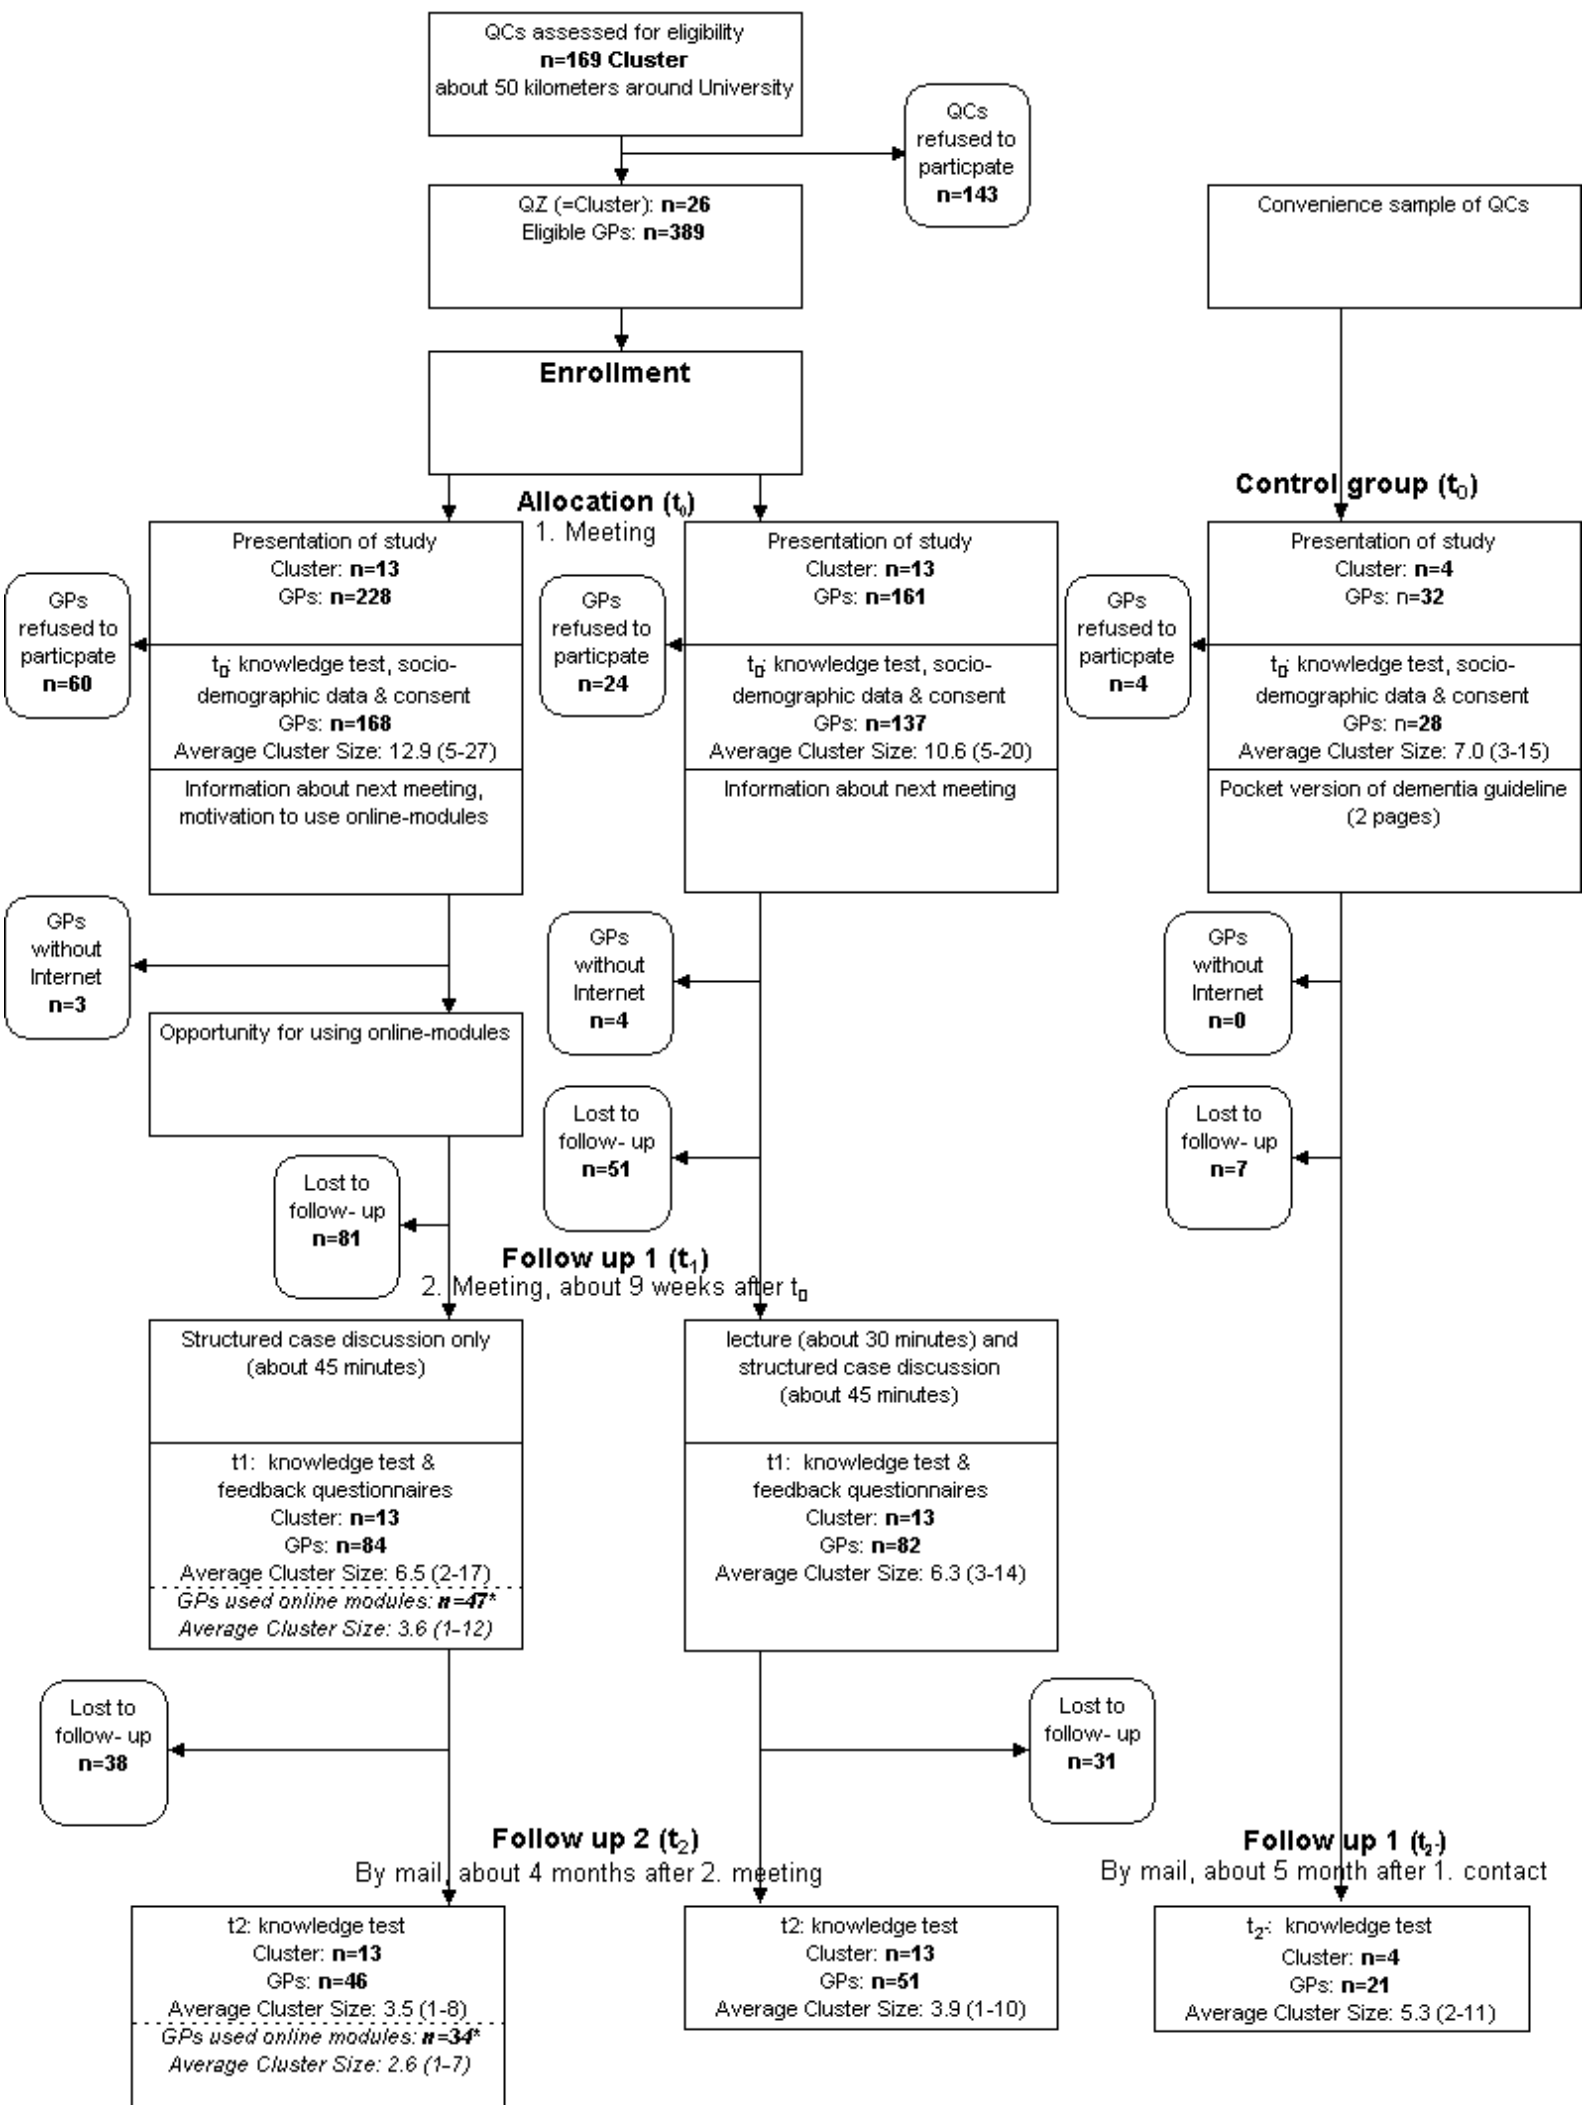 QCs assessed for eligibility
n=169 Cluster
about 50 kilometers around University
QCs
refused to
particpate
n=143
QZ (=Cluster): n=26
Eligible GPs: n=389
Convenience sample of QCs
Enrollment
Allocation (t0)
1. Meeting
Control group (t0)
Presentation of study
Cluster: n=13
GPs: n=228
GPs
refused to
particpate
n=60
t0: knowledge test, socio-
demographic data & consent
GPs: n=168
Average Cluster Size: 12.9 (5-27)
Information about next meeting,
motivation to use online-modules
Presentation of study
Cluster: n=13
GPs: n=161
GPs
refused to
particpate
n=24
t0: knowledge test, socio-
demographic data & consent
GPs: n=137
Average Cluster Size: 10.6 (5-20)
Information about next meeting
Presentation of study
Cluster: n=4
GPs: n=32
GPs
refused to
particpate
n=4
t0: knowledge test, socio-
demographic data & consent
GPs: n=28
Average Cluster Size: 7.0 (3-15)
Pocket version of dementia guideline
(2 pages)
GPs
without
Internet
n=3
GPs
without
Internet
n=4
GPs
without
Internet
n=0
Opportunity for using online-modules
Lost to
follow- up
n=81
Lost to
follow- up
n=51
Lost to
follow- up
n=7
Follow up 1 (t1)
2. Meeting, about 9 weeks after t0
Structured case discussion only
(about 45 minutes)
t1: knowledge test &
feedback questionnaires
Cluster: n=13
GPs: n=84
Average Cluster Size: 6.5 (2-17)
GPs used online modules: n=47*
Average Cluster Size: 3.6 (1-12)
lecture (about 30 minutes) and
structured case discussion
(about 45 minutes)
t1: knowledge test &
feedback questionnaires
Cluster: n=13
GPs: n=82
Average Cluster Size: 6.3 (3-14)
Lost to
follow- up
n=38
Lost to
follow- up
n=31
Follow up 2 (t2)
By mail, about 4 months after 2. meeting
Follow up 1 (t2-)
By mail, about 5 month after 1. contact
t2: knowledge test
Cluster: n=13
GPs: n=46
Average Cluster Size: 3.5 (1-8)
GPs used online modules: n=34*
Average Cluster Size: 2.6 (1-7)
t2: knowledge test
Cluster: n=13
GPs: n=51
Average Cluster Size: 3.9 (1-10)
t2-: knowledge test
Cluster: n=4
GPs: n=21
Average Cluster Size: 5.3 (2-11)